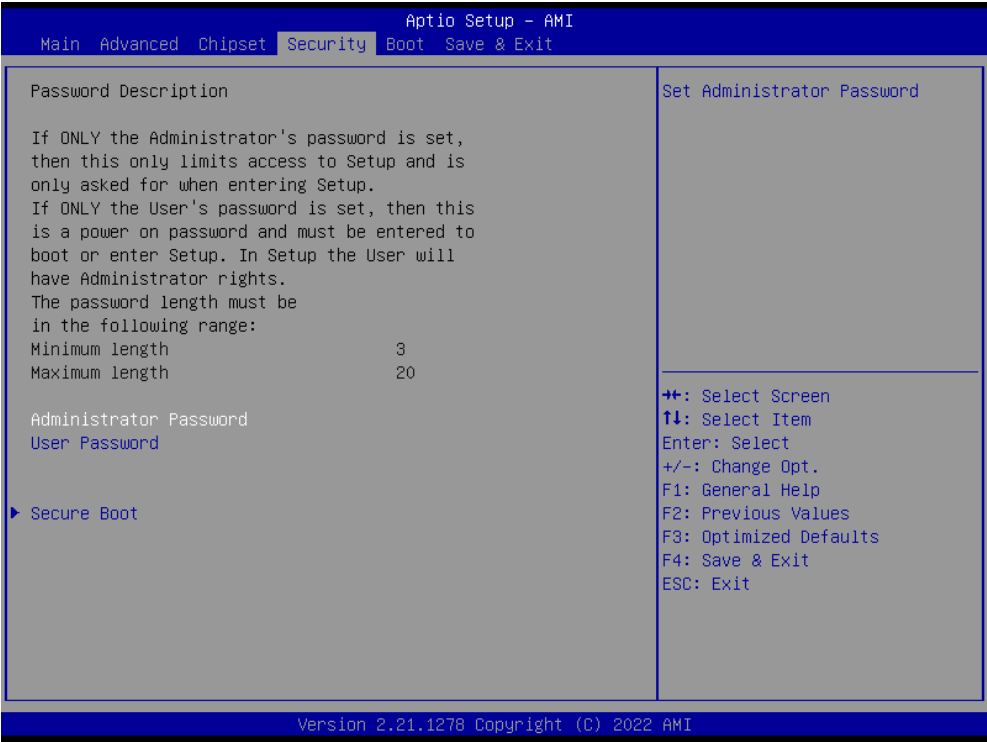 Aptio Setup – AMI
Main Advanced Chipset Security Boot Save & Exit
Password Description
If ONLY the Administrator's password is set,
then this only limits access to Setup and is
only asked for when entering Setup.
If ONLY the User's password is set, then this
is a power on password and must be entered to
boot or enter Setup. In Setup the User will
have Administrator rights.
The password length must be
in the following range:
Minimum length 3
Maximum length 20
Administrator Password
User Password
Secure Boot
Set Administrator Password
→←: Select Screen
↑↓: Select Item
Enter: Select
+/-: Change Opt.
F1: General Help
F2: Previous Values
F3: Optimized Defaults
F4: Save & Exit
ESC: Exit
Version 2.21.1278 Copyright (C) 2022 AMI